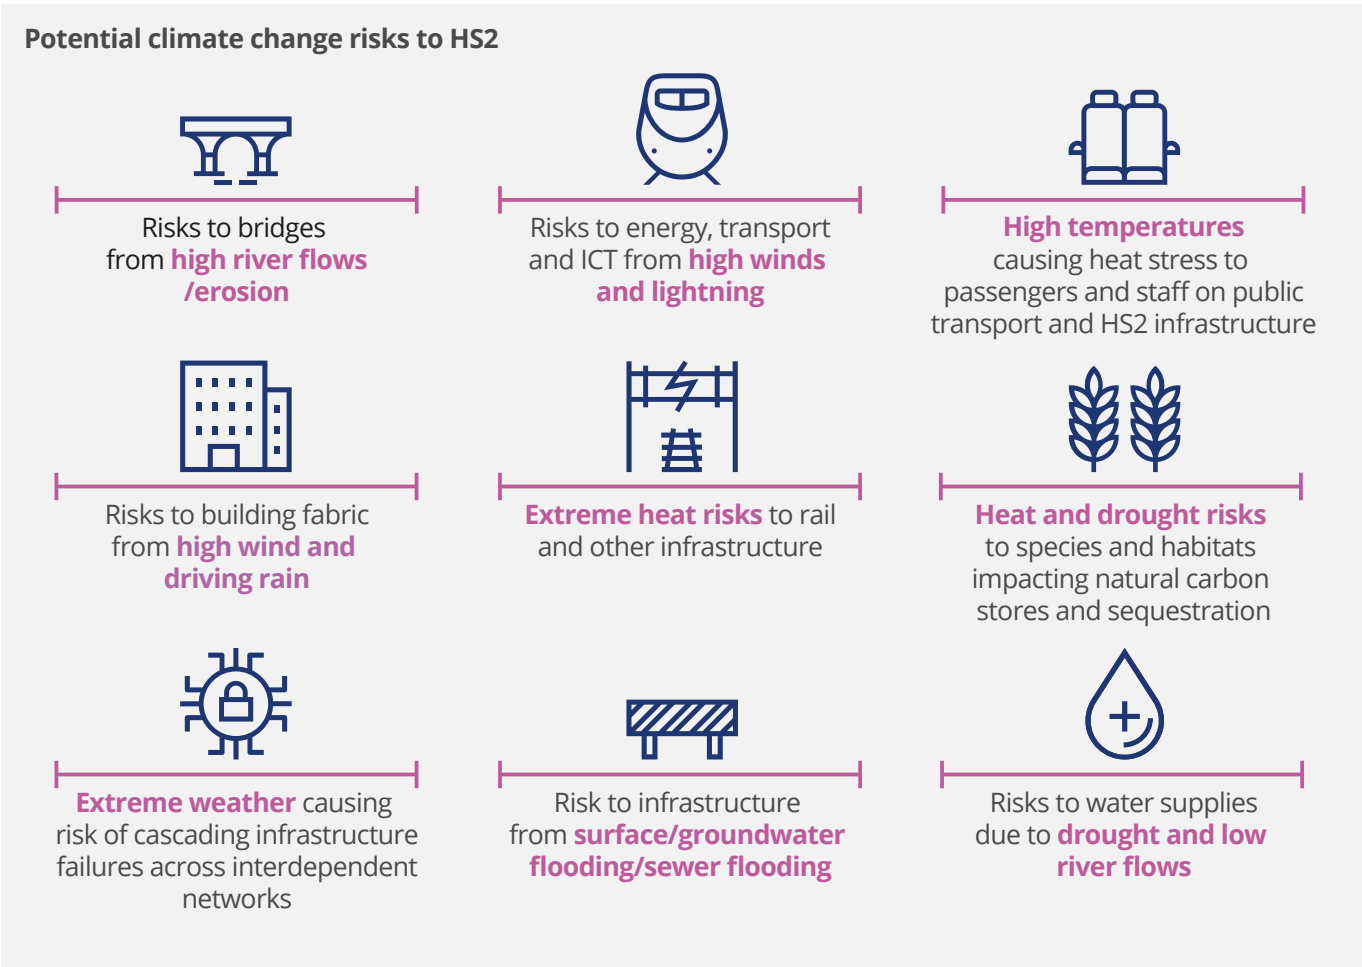 Potential climate change risks to HS2
Risks to bridges
from high river flows
/erosion
Risks to energy, transport
and ICT from high winds
and lightning
High temperatures
causing heat stress to
passengers and staff on public
transport and HS2 infrastructure
Risks to building fabric
from high wind and
driving rain
Extreme heat risks to rail
and other infrastructure
Heat and drought risks
to species and habitats
impacting natural carbon
stores and sequestration
Extreme weather causing
risk of cascading infrastructure
failures across interdependent
networks
Risk to infrastructure
from surface/groundwater
flooding/sewer flooding
Risks to water supplies
due to drought and low
river flows